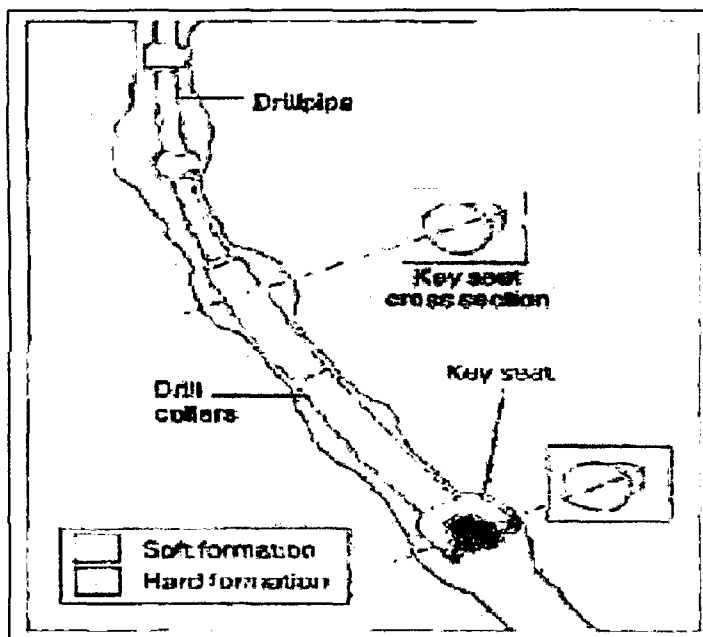 Drillpipe
Key seat
cross section
Key seat
Drill
collars
Soft formation
Hard formation